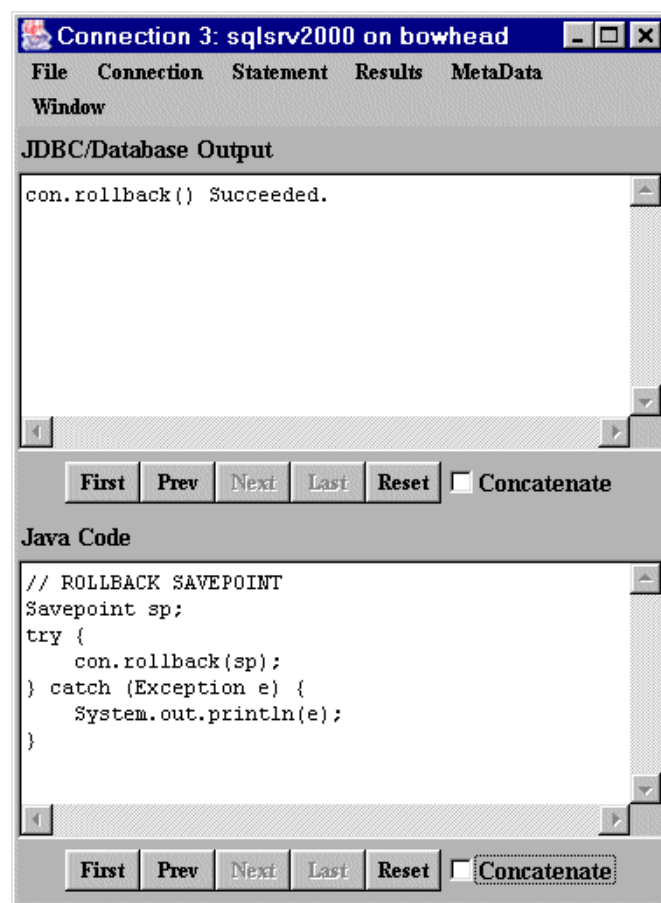 Connection 3: sqlsrv2000 on bowhead
File Connection Statement Results MetaData
Window
JDBC/Database Output
con.rollback() Succeeded.
First Prev Next Last Reset Concatenate
Java Code
// ROLLBACK SAVEPOINT
Savepoint sp;
try {
    con.rollback(sp);
} catch (Exception e) {
    System.out.println(e);
}
First Prev Next Last Reset Concatenate